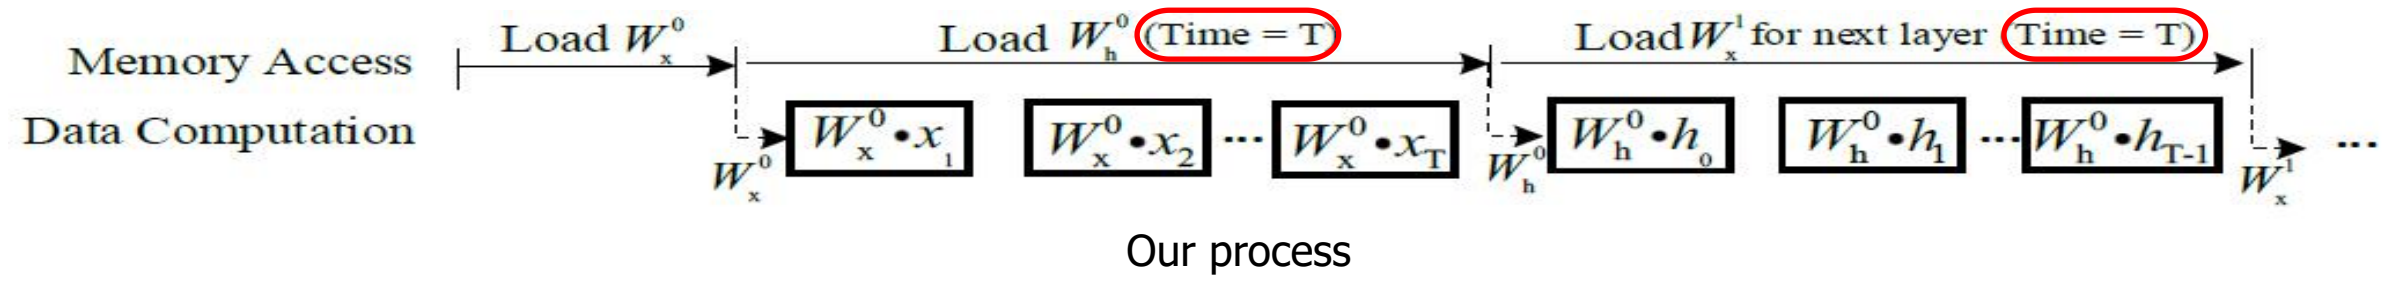 Memory Access Load W_x^0 Load W_h^0 (Time = T) Load W_x^1 for next layer (Time = T)
Data Computation W_x^0 W_x^0•x_1 W_x^0•x_2 ... W_x^0•x_T W_h^0 W_h^0•h_0 W_h^0•h_1 ... W_h^0•h_{T-1} W_x^1 ...
Our process